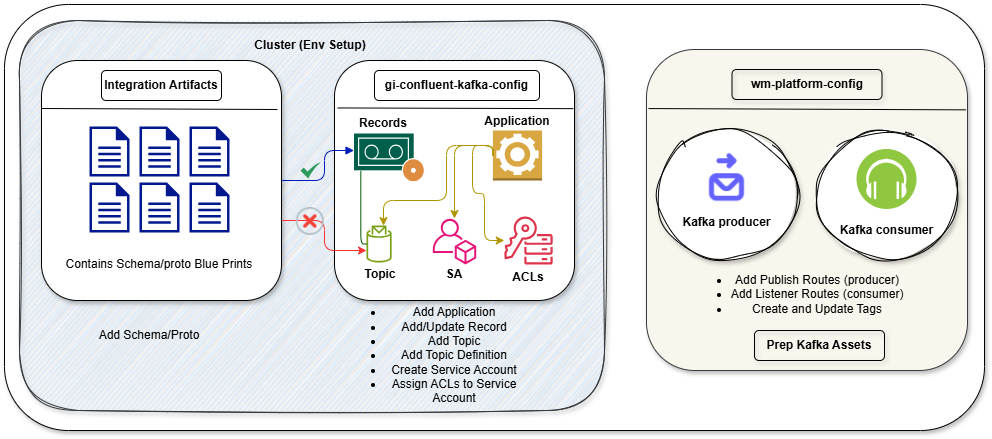 Cluster (Env Setup)
Integration Artifacts
Contains Schema/proto Blue Prints
Add Schema/Proto
gi-confluent-kafka-config
Records
Application
Topic
SA
ACLs
Add Application
Add/Update Record
Add Topic
Add Topic Definition
Create Service Account
Assign ACLs to Service
Account
wm-platform-config
Kafka producer
Kafka consumer
Add Publish Routes (producer)
Add Listener Routes (consumer)
Create and Update Tags
Prep Kafka Assets